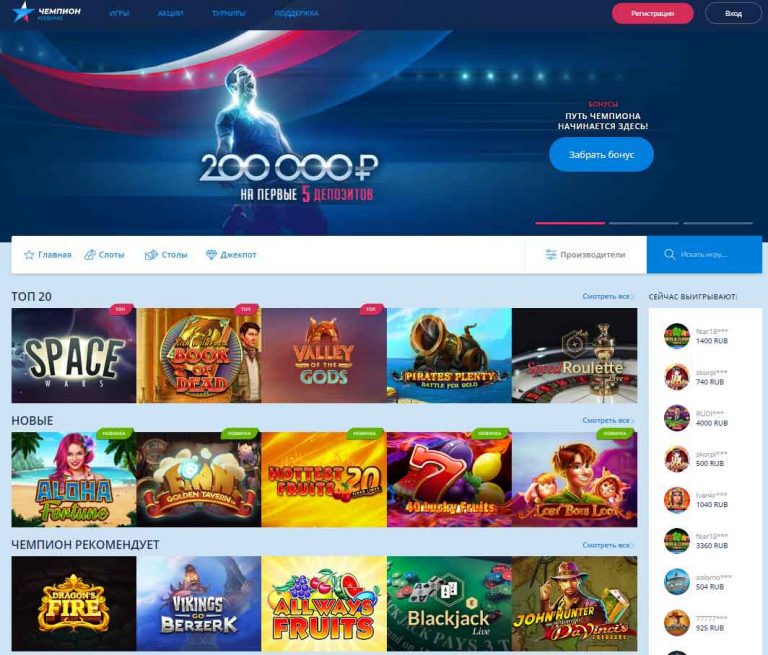 ЧЕМПИОН
КАЗИНО
ИГРЫ
АКЦИИ
ТУРНИРЫ
ПОДДЕРЖКА
Регистрация
Вход
200 000 ₽
НА ПЕРВЫЕ 5 ДЕПОЗИТОВ
БОНУСЫ
ПУТЬ ЧЕМПИОНА
НАЧИНАЕТСЯ ЗДЕСЬ!
Забрать бонус
Главная
Слоты
Столы
Джекпот
Производители
Искать игру...
ТОП 20
Смотреть все
ТОП
ТОП
ТОП
SPACE
WARS
BOOK OF
DEAD
VALLEY
OF THE
GODS
PIRATES' PLENTY
BATTLE FOR GOLD
Auto
Speed
Roulette
Live
НОВЫЕ
Смотреть все
НОВИНКА
НОВИНКА
НОВИНКА
НОВИНКА
НОВИНКА
ALOHA
Fortune
FINN
GOLDEN TAVERN
HOTTEST
FRUITS 20
40 Lucky Fruits
LOST BOYS LOOT
ЧЕМПИОН РЕКОМЕНДУЕТ
Смотреть все
DRAGON'S
FIRE
VIKINGS
GO
BERZERK
ALLWAYS
FRUITS
Blackjack
Live
BLACKJACK PAYS 3 T
JOHN HUNTER
DaVinci's
TREASURE
СЕЙЧАС ВЫИГРЫВАЮТ:
fear18***
1400 RUB
skorpi***
740 RUB
RUDI***
4000 RUB
skorpi***
500 RUB
1040 RUB
fear18***
3360 RUB
solomo***
504 RUB
77777***
925 RUB